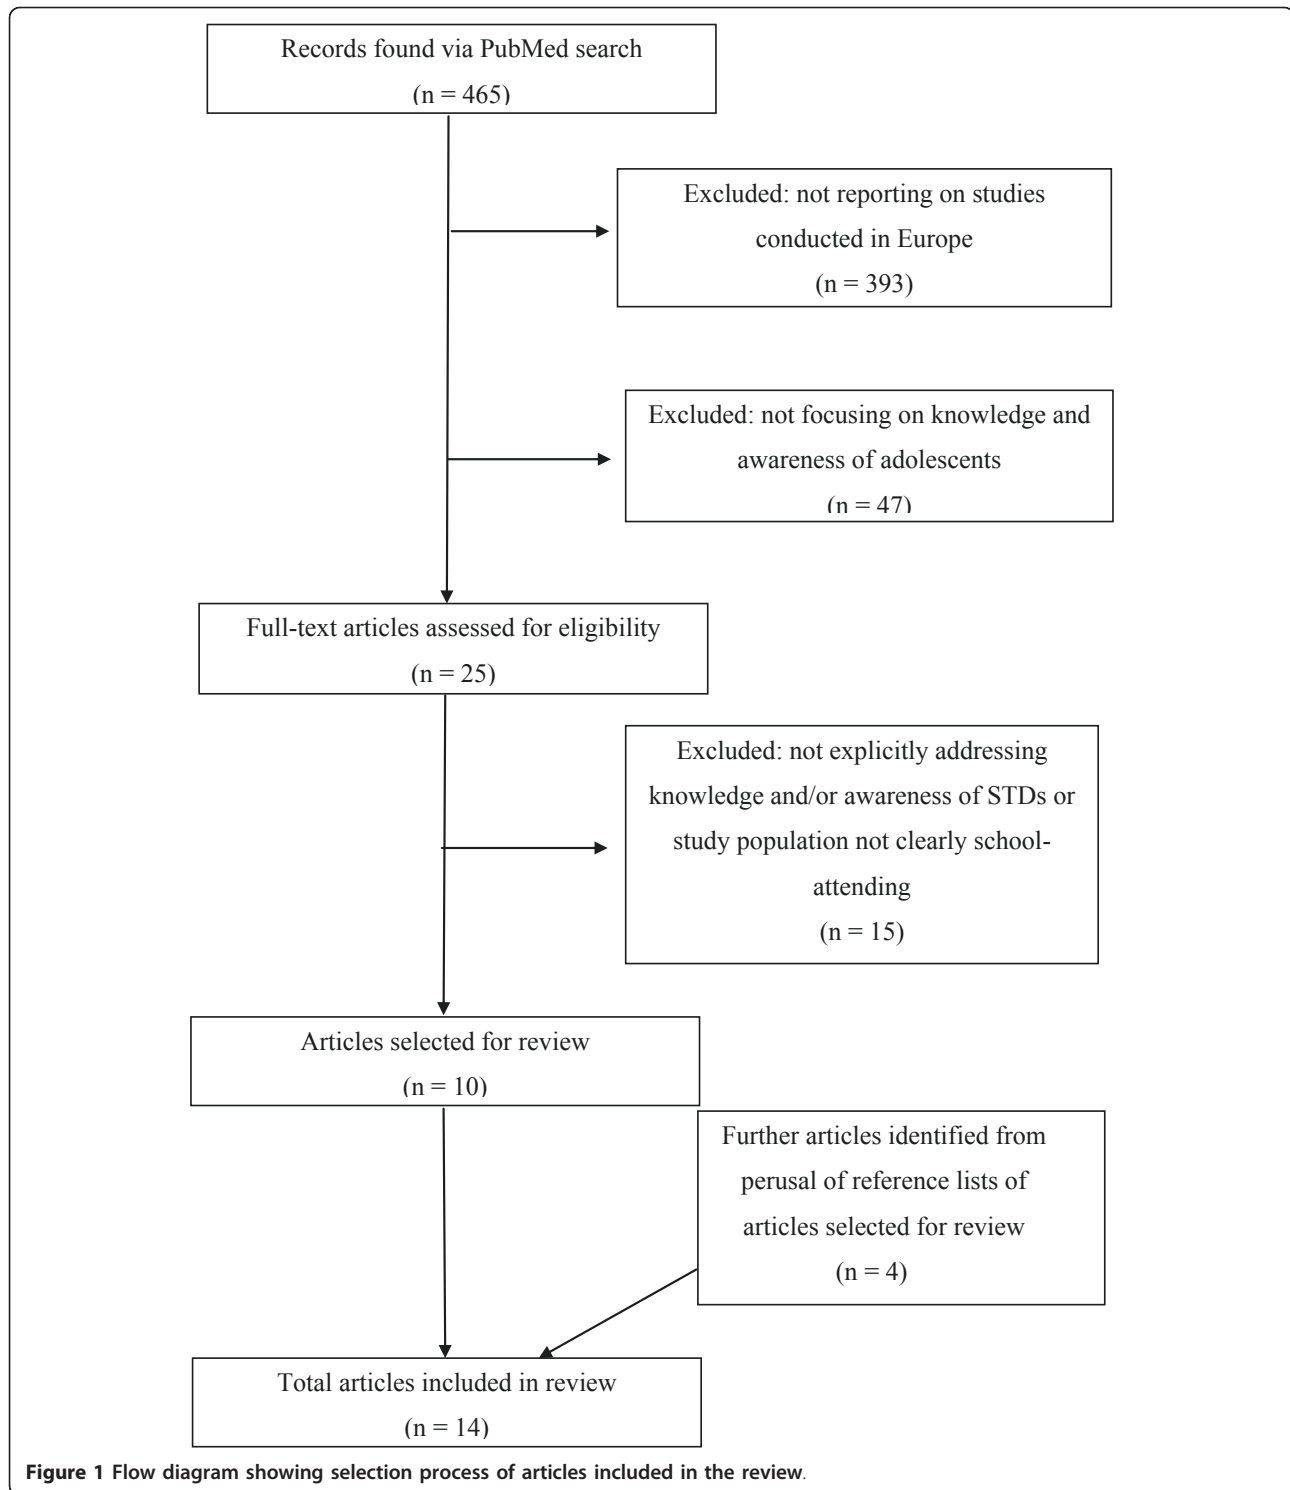 Records found via PubMed search
(n = 465)
Excluded: not reporting on studies
conducted in Europe
(n = 393)
Excluded: not focusing on knowledge and
awareness of adolescents
(n = 47)
Full-text articles assessed for eligibility
(n = 25)
Excluded: not explicitly addressing
knowledge and/or awareness of STDs or
study population not clearly school-
attending
(n = 15)
Articles selected for review
(n = 10)
Further articles identified from
perusal of reference lists of
articles selected for review
(n = 4)
Total articles included in review
(n = 14)
Figure 1 Flow diagram showing selection process of articles included in the review.